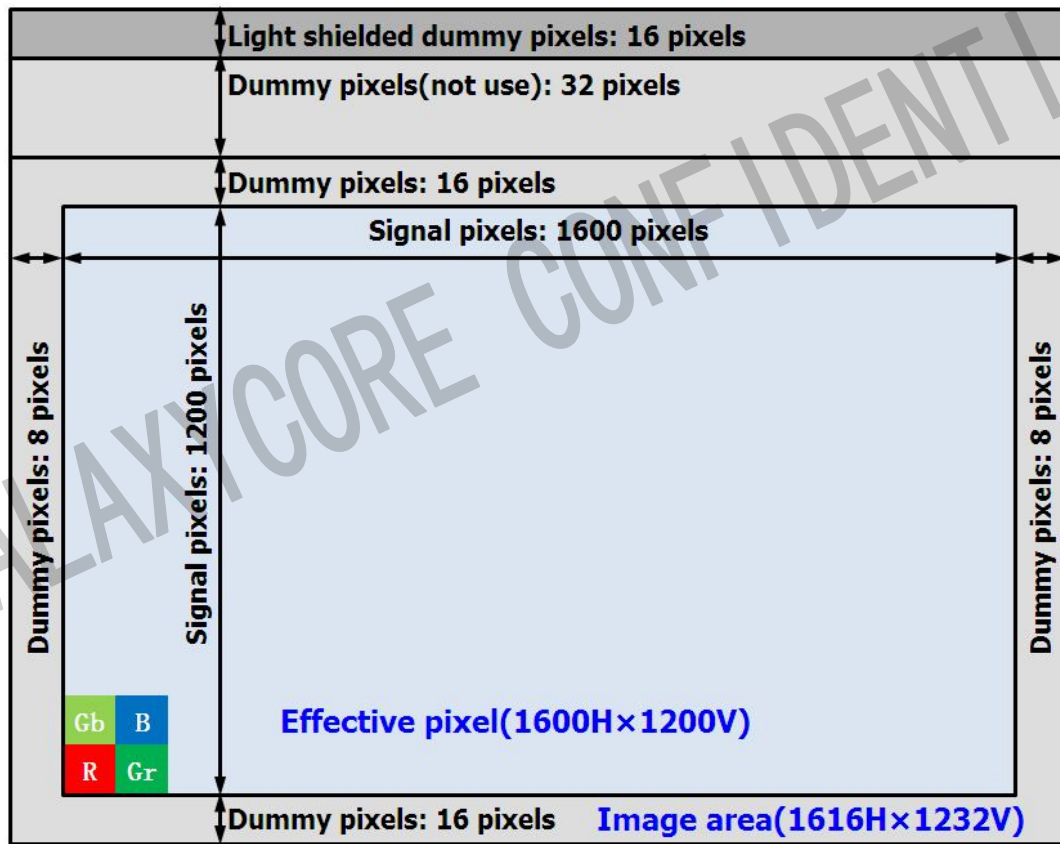 Light shielded dummy pixels: 16 pixels
Dummy pixels(not use): 32 pixels
Dummy pixels: 16 pixels
Signal pixels: 1600 pixels
Dummy pixels: 8 pixels
Signal pixels: 1200 pixels
Dummy pixels: 8 pixels
Gb B
R Gr
Effective pixel(1600H×1200V)
Dummy pixels: 16 pixels
Image area(1616H×1232V)
ALAXYCORE CONFIDENTI